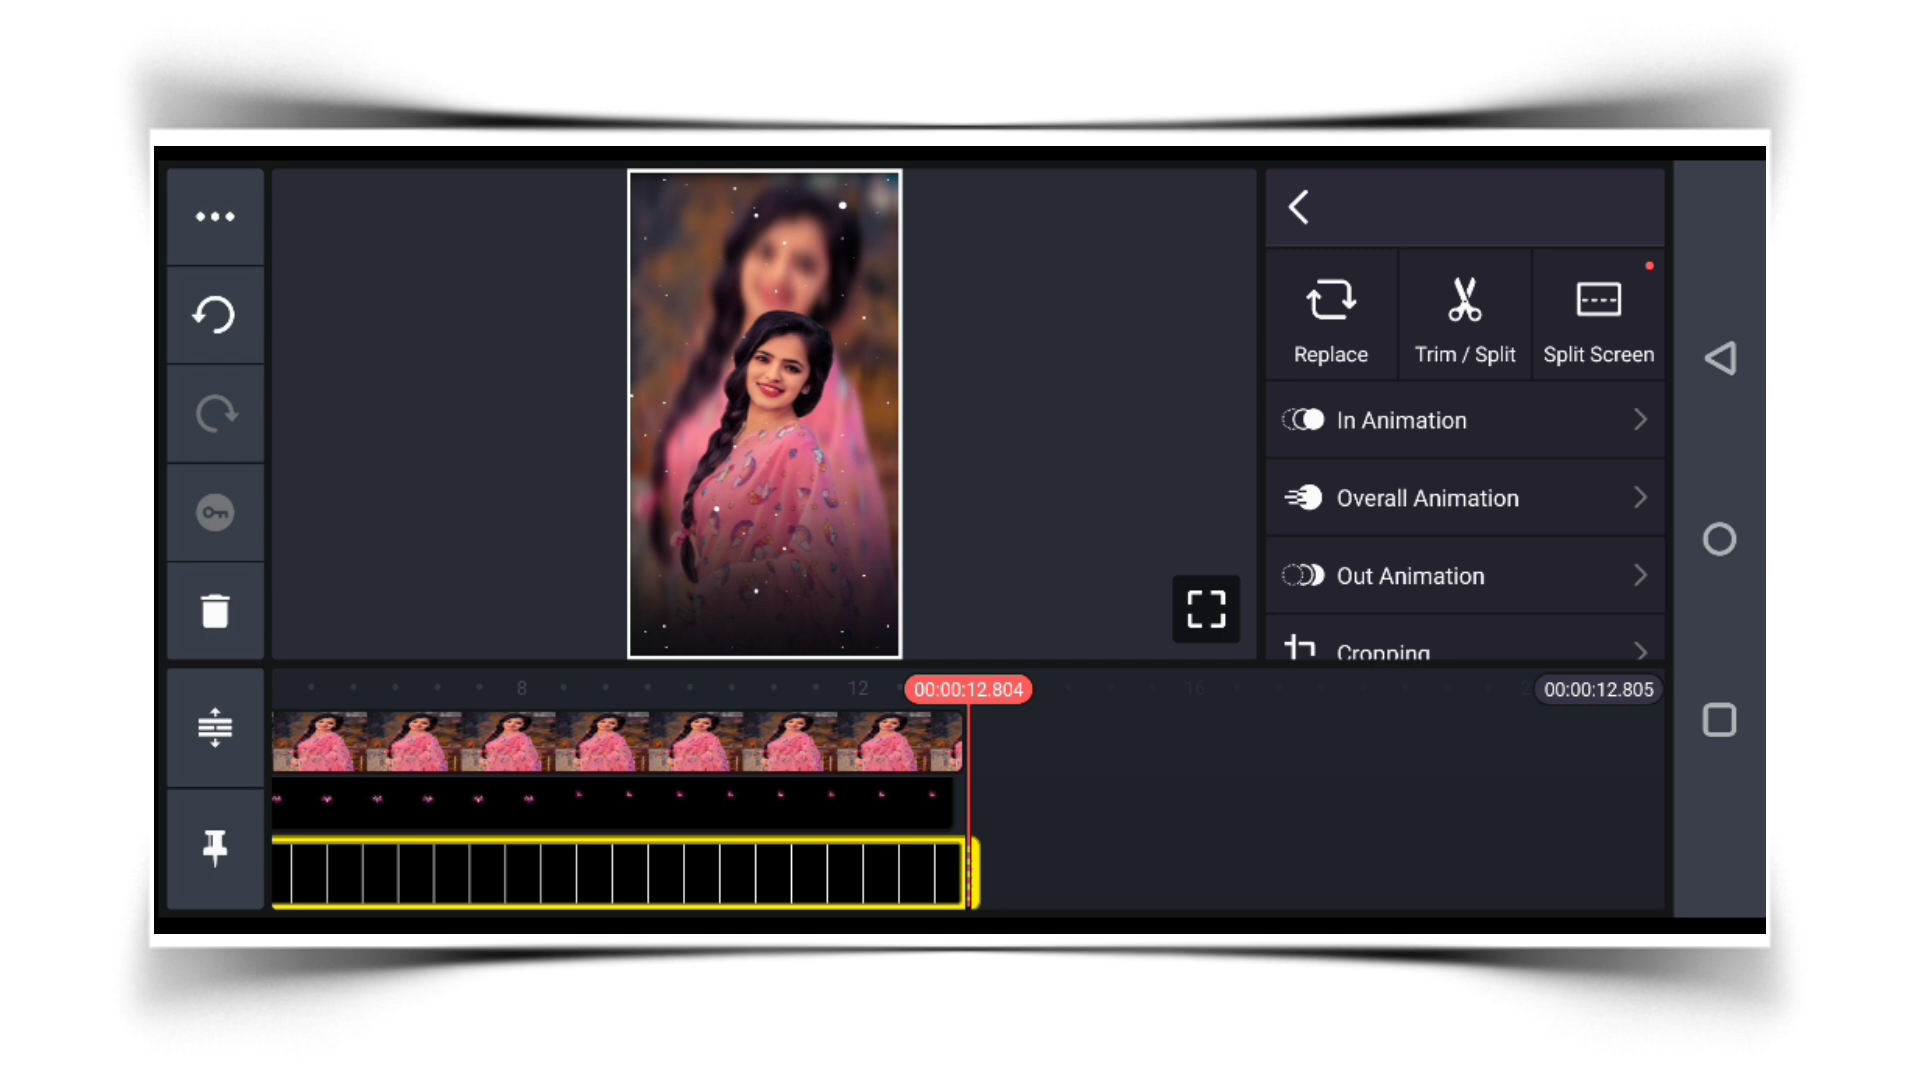 Replace
Trim / Split
Split Screen
In Animation
Overall Animation
Out Animation
Cropping
8
12
00:00:12.804
16
00:00:12.805